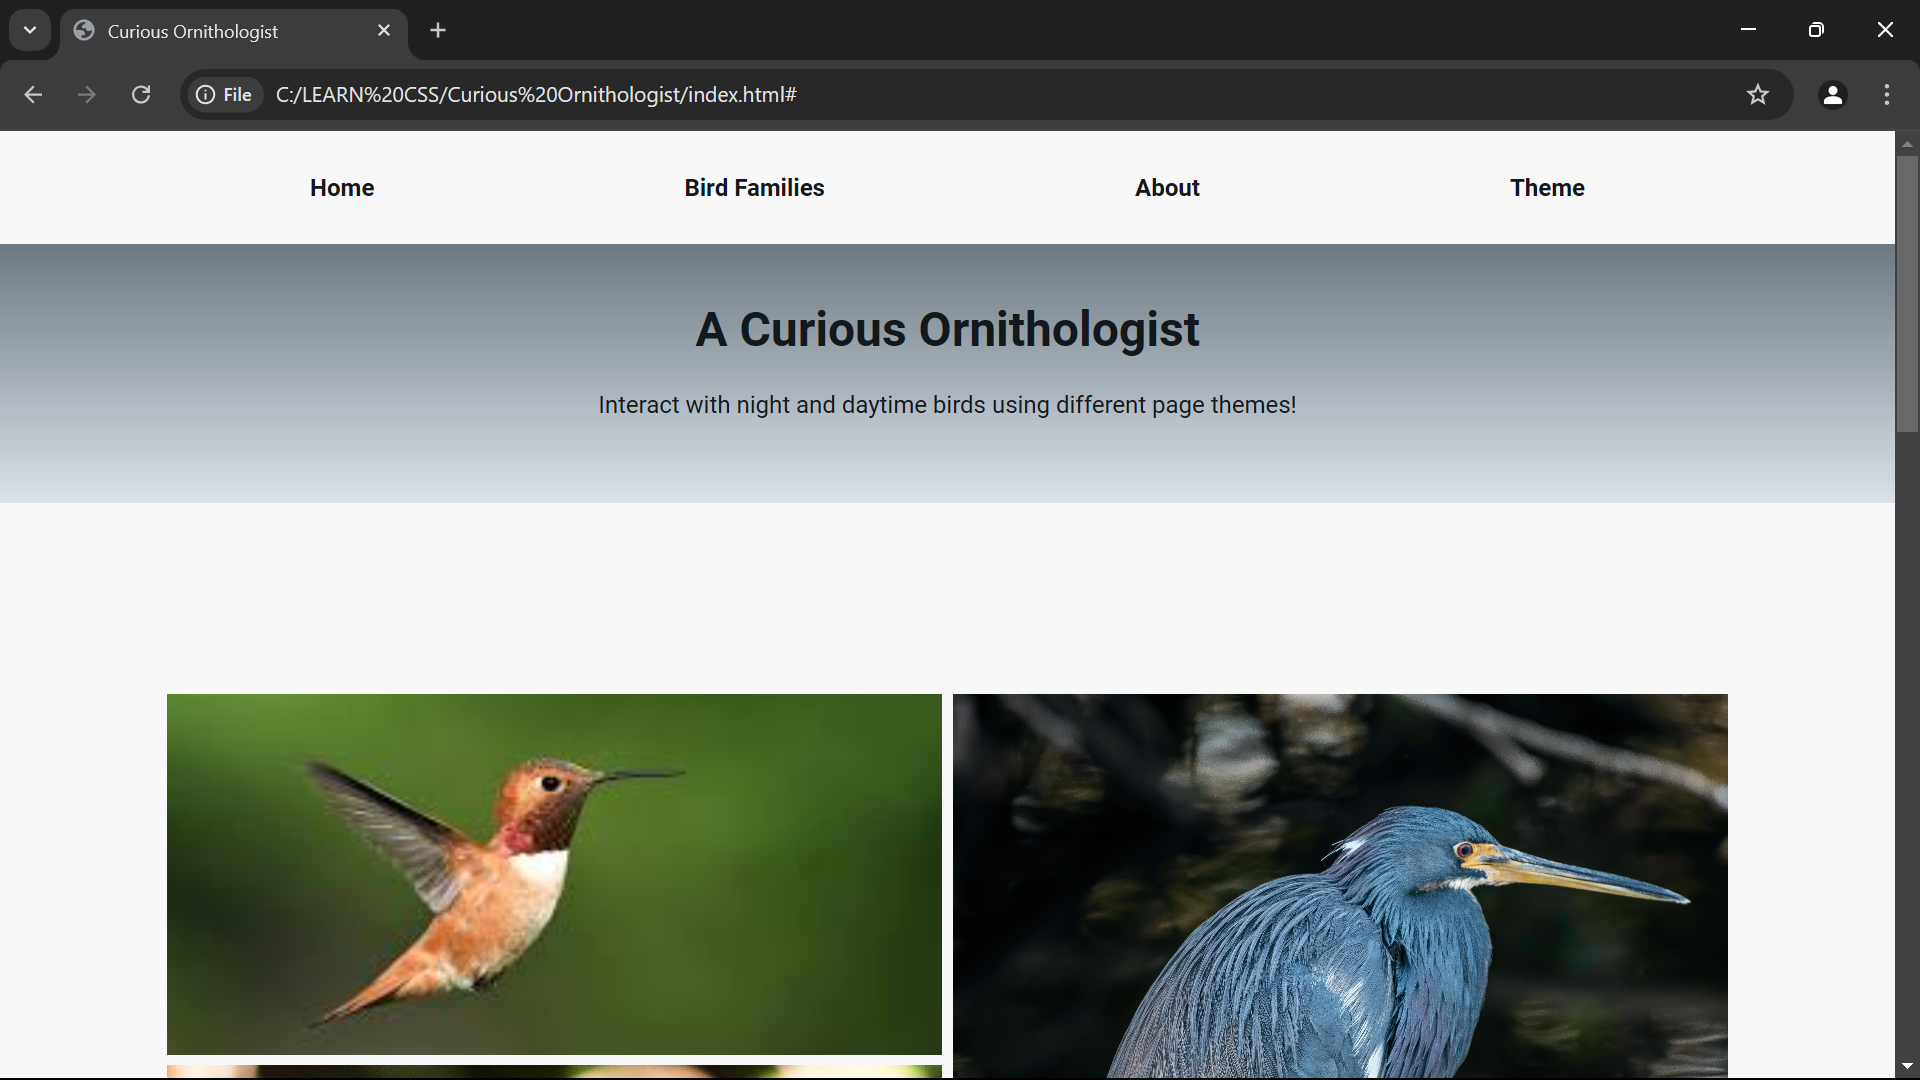 Curious Ornithologist
File
C:/LEARN%20CSS/Curious%20Ornithologist/index.html#
Home
Bird Families
About
Theme
A Curious Ornithologist
Interact with night and daytime birds using different page themes!